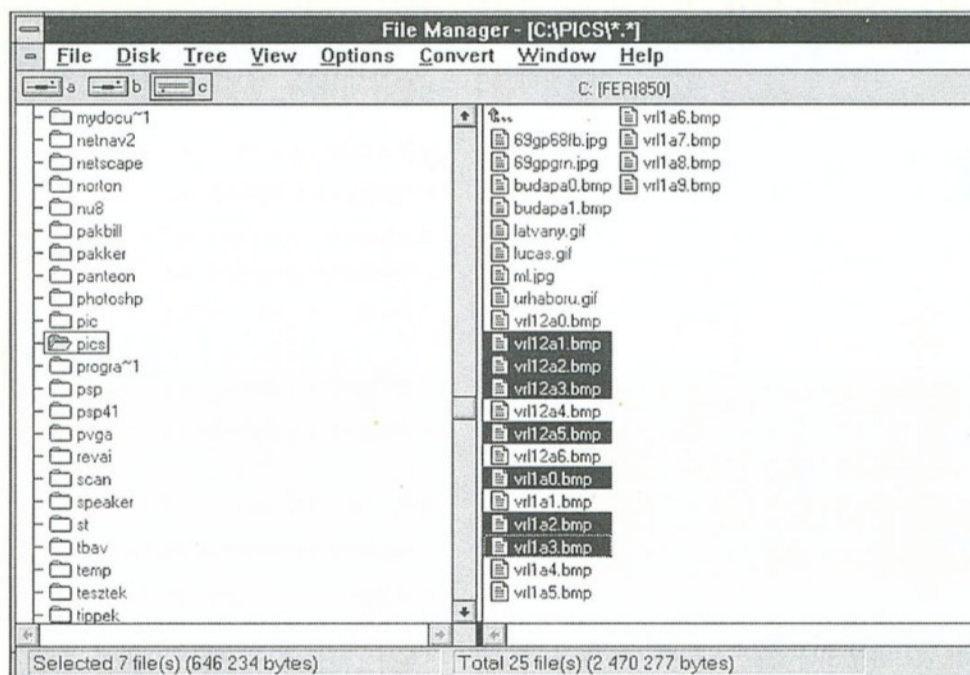 File Manager - [C:\PICS\*.*]
File Disk Tree View Options Convert Window Help
a b c C: [FERI850]
mydocu~1
netnav2
netscape
norton
nu8
pakbill
pakker
panteon
photoshp
pic
pics
progra~1
psp
psp41
pvga
revai
scan
speaker
st
tbav
temp
tesztek
tippek
..
69gp68fb.jpg
69gpgrn.jpg
budapa0.bmp
budapa1.bmp
latvany.gif
lucas.gif
ml.jpg
urhaboru.gif
vrl12a0.bmp
vrl12a1.bmp
vrl12a2.bmp
vrl12a3.bmp
vrl12a4.bmp
vrl12a5.bmp
vrl12a6.bmp
vrl1a0.bmp
vrl1a1.bmp
vrl1a2.bmp
vrl1a3.bmp
vrl1a4.bmp
vrl1a5.bmp
vrl1a6.bmp
vrl1a7.bmp
vrl1a8.bmp
vrl1a9.bmp
Selected 7 file(s) (646 234 bytes) Total 25 file(s) (2 470 277 bytes)